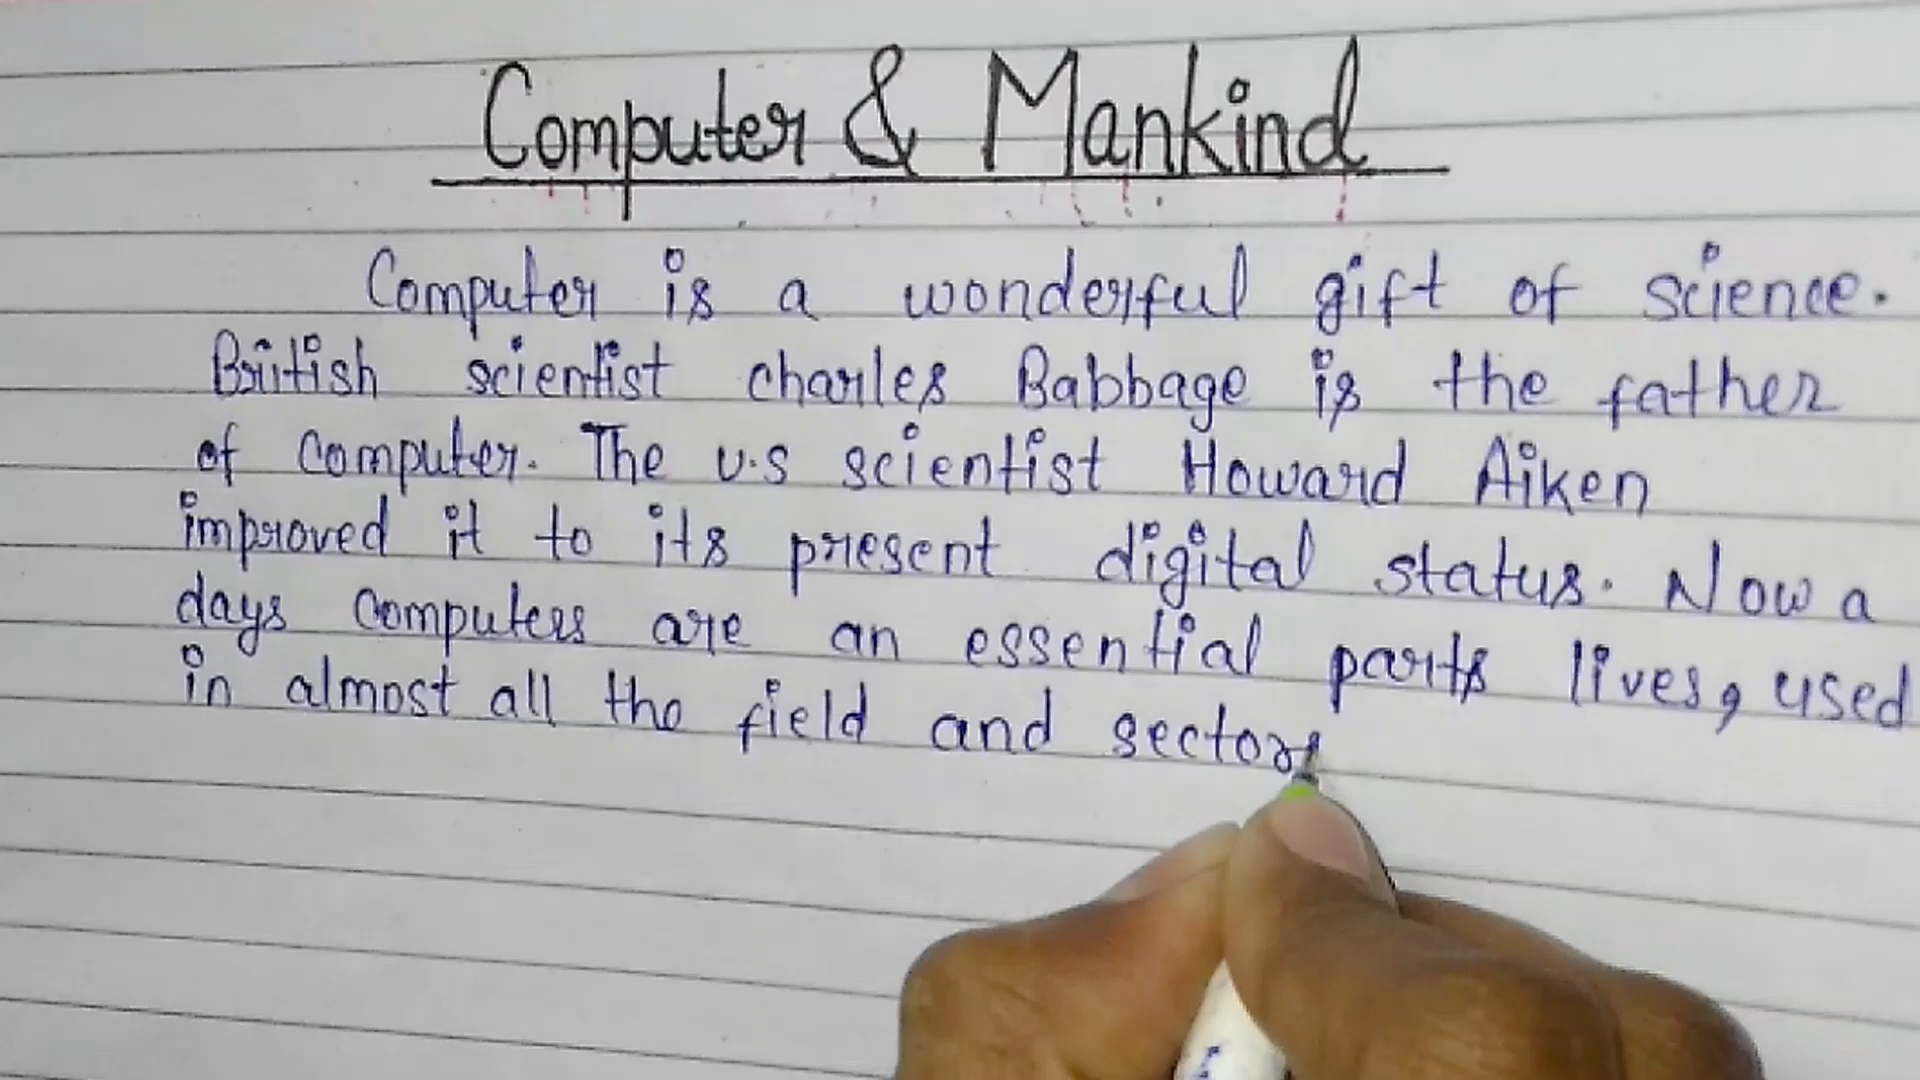 Computer & Mankind
Computer is a wonderful gift of science.
British scientist charles Babbage is the father
of computer. The U.S scientist Howard Aiken
improved it to its present digital status. Now a
days computers are an essential parts lives, used
in almost all the field and sectors